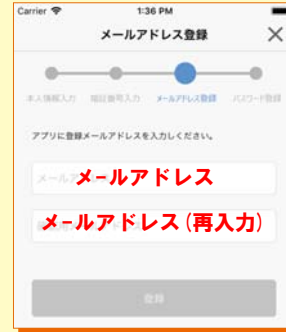 Carrier 1:36 PM
メールアドレス登録
本人情報入力 暗証番号入力 メールアドレス登録 パスワード登録
アプリに登録メールアドレスを入力しください。
メールアドレス
メールアドレス(再入力)
登録